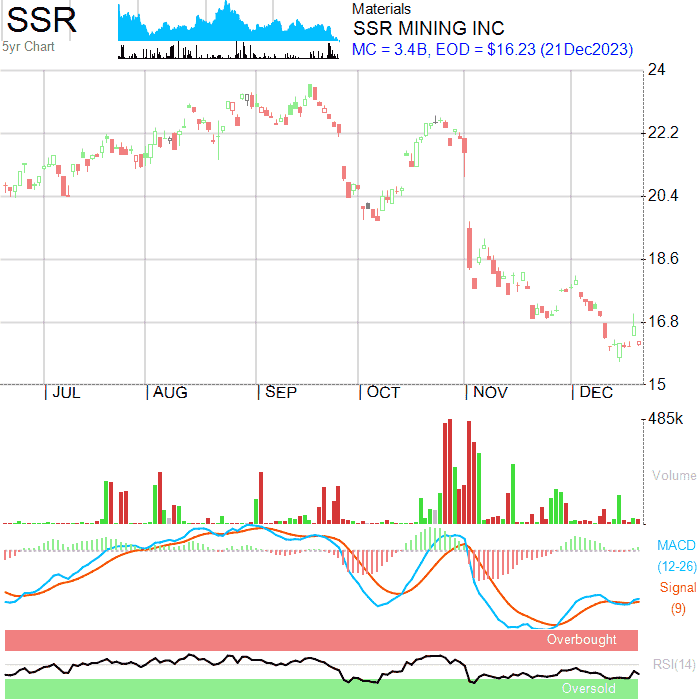 SSR
5yr Chart
Materials
SSR MINING INC
MC = 3.4B, EOD = $16.23 (21Dec2023)
24
22.2
20.4
18.6
16.8
15
JUL AUG SEP OCT NOV DEC
485k
Volume
MACD
(12-26)
Signal
(9)
Overbought
RSI(14)
Oversold